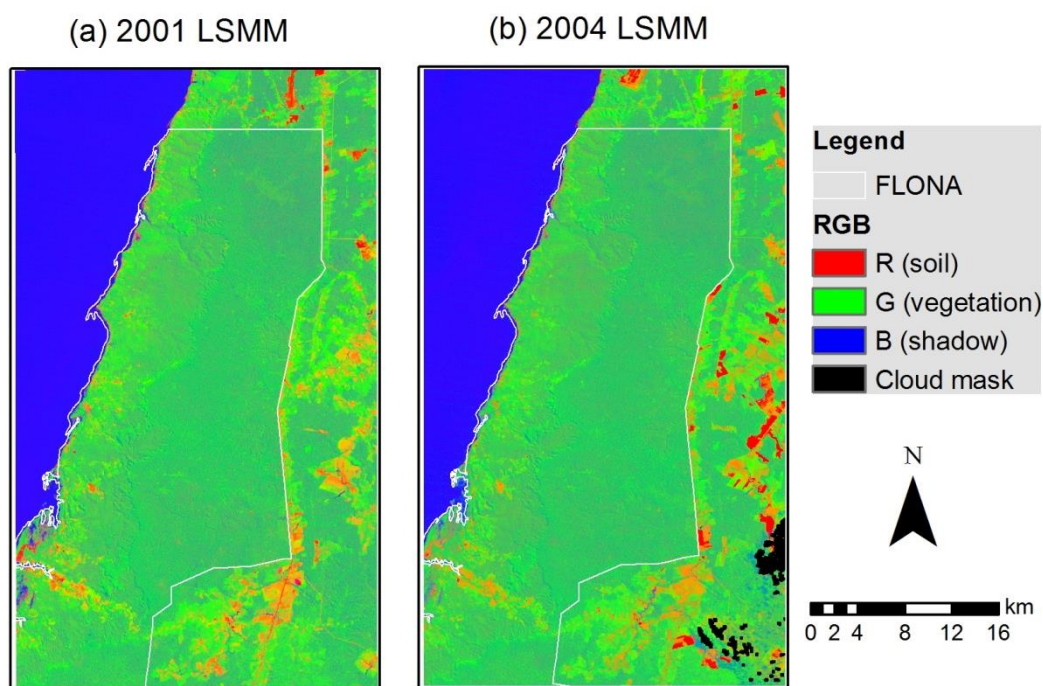 (a) 2001 LSMM
(b) 2004 LSMM
Legend
FLONA
RGB
R (soil)
G (vegetation)
B (shadow)
Cloud mask
N
km
0 2 4 8 12 16